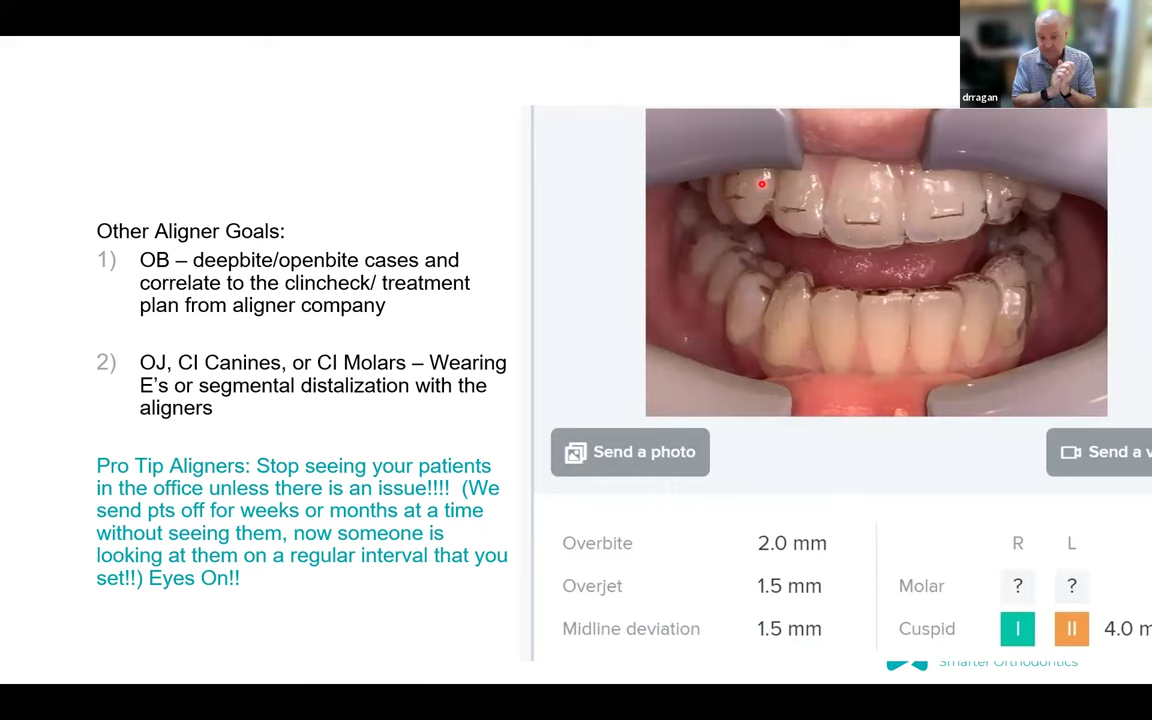 drragan
Other Aligner Goals:
1) OB – deepbite/openbite cases and
correlate to the clincheck/ treatment
plan from aligner company
2) OJ, Cl Canines, or Cl Molars – Wearing
E’s or segmental distalization with the
aligners
Pro Tip Aligners: Stop seeing your patients
in the office unless there is an issue!!!! (We
send pts off for weeks or months at a time
without seeing them, now someone is
looking at them on a regular interval that you
set!!) Eyes On!!
Send a photo
Send a v
Overbite 2.0 mm R L
Overjet 1.5 mm Molar ? ?
Midline deviation 1.5 mm Cuspid I II 4.0 m
Smarter Orthodontics